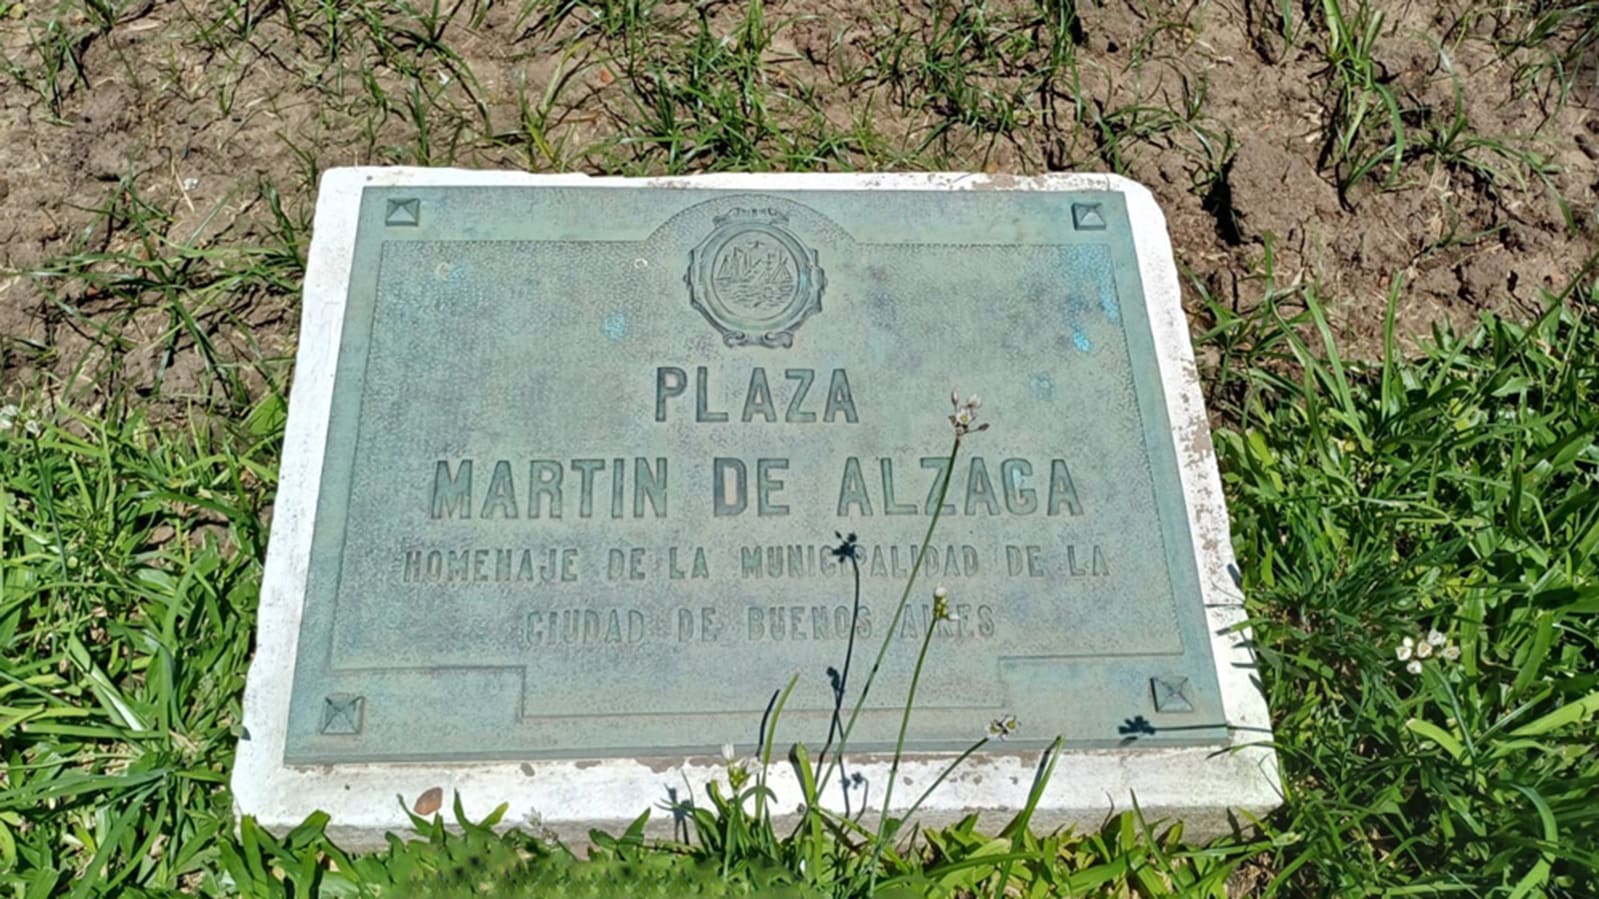 PLAZA
MARTIN DE ALZAGA
HOMENAJE DE LA MUNICIPALIDAD DE LA
CIUDAD DE BUENOS AIRES